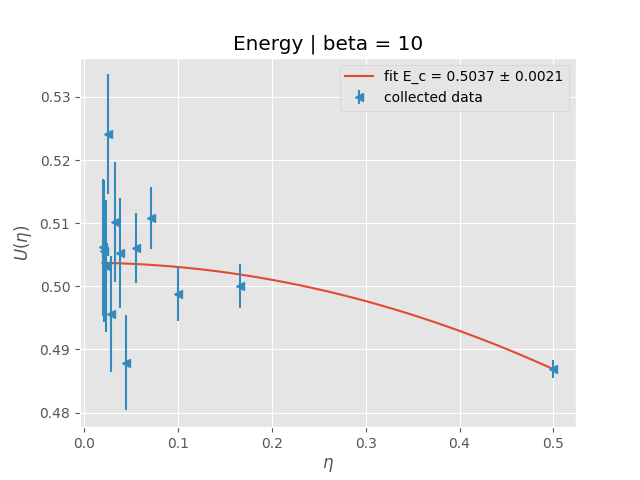 Energy | beta = 10
fit E_c = 0.5037 ± 0.0021
collected data
0.53
0.52
0.51
0.50
0.49
0.48
U(η)
0.0 0.1 0.2 0.3 0.4 0.5
η